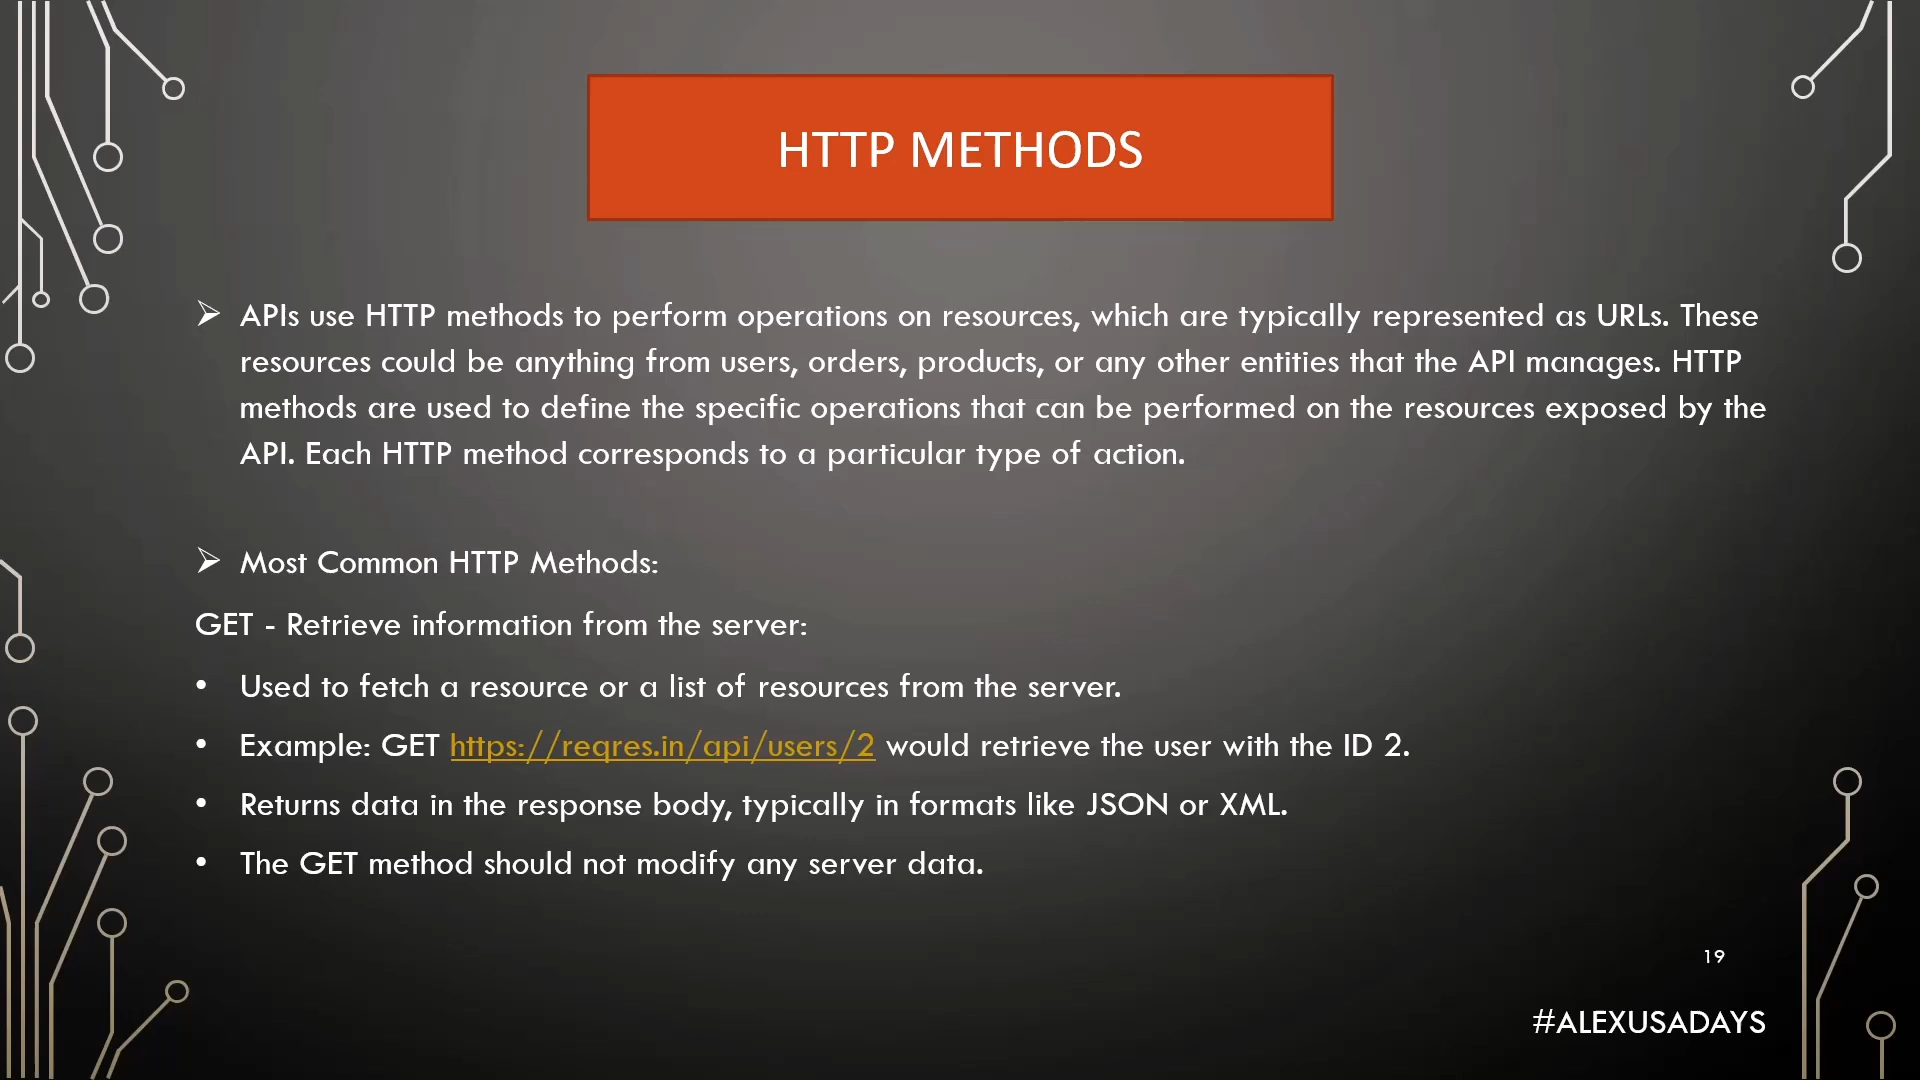 HTTP METHODS
➢ APIs use HTTP methods to perform operations on resources, which are typically represented as URLs. These
resources could be anything from users, orders, products, or any other entities that the API manages. HTTP
methods are used to define the specific operations that can be performed on the resources exposed by the
API. Each HTTP method corresponds to a particular type of action.
➢ Most Common HTTP Methods:
GET - Retrieve information from the server:
• Used to fetch a resource or a list of resources from the server.
• Example: GET https://reqres.in/api/users/2 would retrieve the user with the ID 2.
• Returns data in the response body, typically in formats like JSON or XML.
• The GET method should not modify any server data.
19
#ALEXUSADAYS